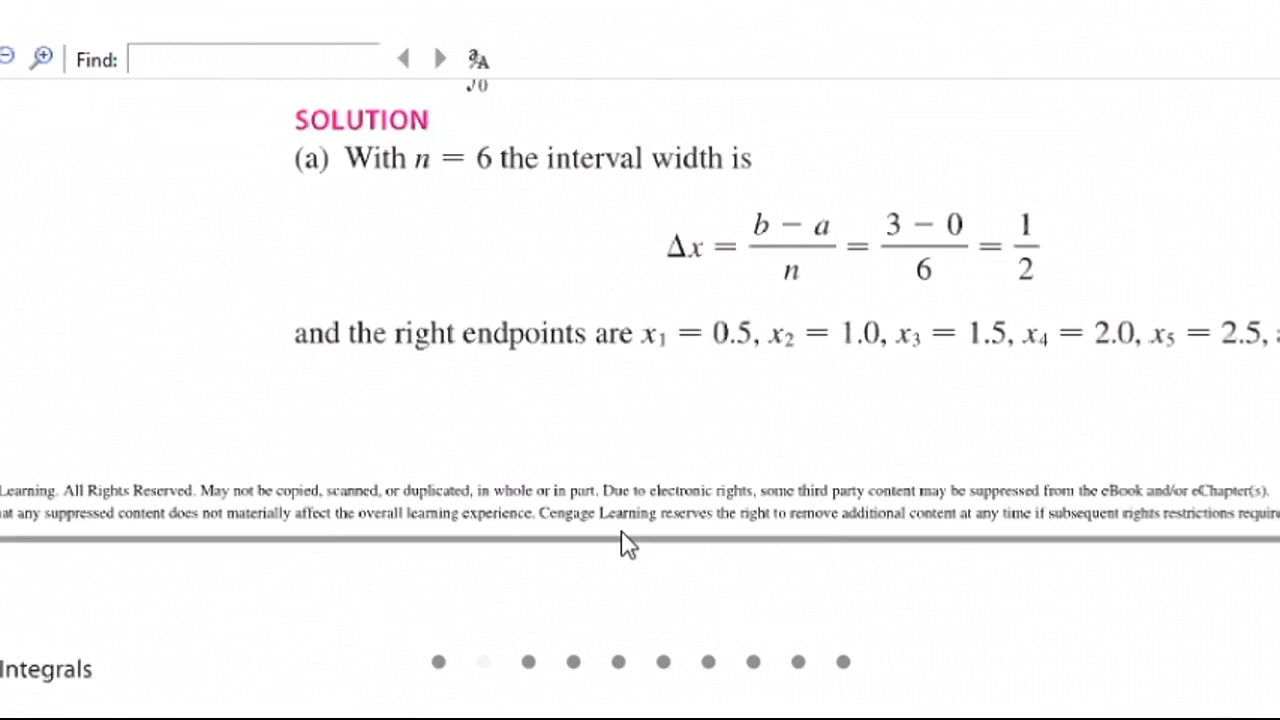 Find:
SOLUTION
(a) With n = 6 the interval width is
Δx = (b − a)/n = (3 − 0)/6 = 1/2
and the right endpoints are x₁ = 0.5, x₂ = 1.0, x₃ = 1.5, x₄ = 2.0, x₅ = 2.5,
Learning. All Rights Reserved. May not be copied, scanned, or duplicated, in whole or in part. Due to electronic rights, some third party content may be suppressed from the eBook and/or eChapter(s).
at any suppressed content does not materially affect the overall learning experience. Cengage Learning reserves the right to remove additional content at any time if subsequent rights restrictions
Integrals